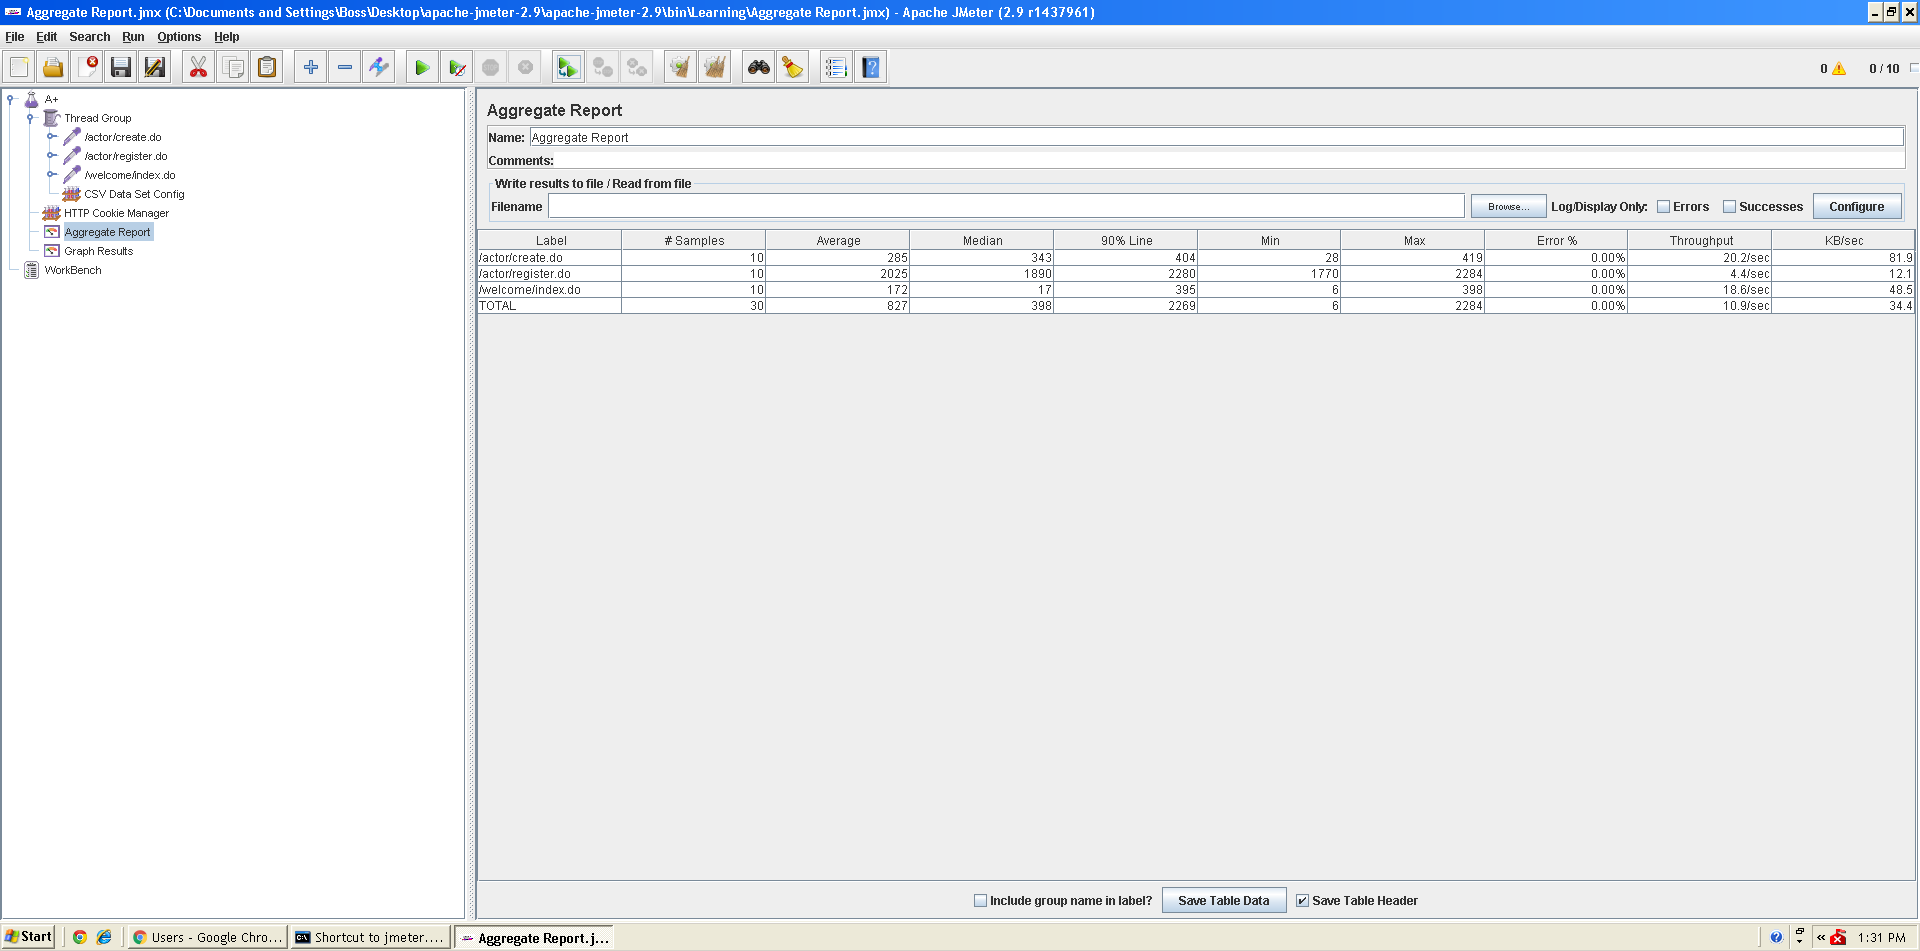 Aggregate Report.jmx (C:\Documents and Settings\Boss\Desktop\apache-jmeter-2.9\apache-jmeter-2.9\bin\Learning\Aggregate Report.jmx) - Apache JMeter (2.9 r1437961)
File Edit Search Run Options Help
0 0 / 10
A+
Thread Group
/actor/create.do
/actor/register.do
/welcome/index.do
CSV Data Set Config
HTTP Cookie Manager
Aggregate Report
Graph Results
WorkBench
Aggregate Report
Name: Aggregate Report
Comments:
Write results to file / Read from file
Filename Browse... Log/Display Only: Errors Successes Configure
Label # Samples Average Median 90% Line Min Max Error % Throughput KB/sec
/actor/create.do 10 285 343 404 28 419 0.00% 20.2/sec 81.9
/actor/register.do 10 2025 1890 2280 1770 2284 0.00% 4.4/sec 12.1
/welcome/index.do 10 172 17 395 6 398 0.00% 18.6/sec 48.5
TOTAL 30 827 398 2269 6 2284 0.00% 10.9/sec 34.4
Include group name in label? Save Table Data Save Table Header
Start Users - Google Chro... Shortcut to jmeter.... Aggregate Report.j... « 1:31 PM